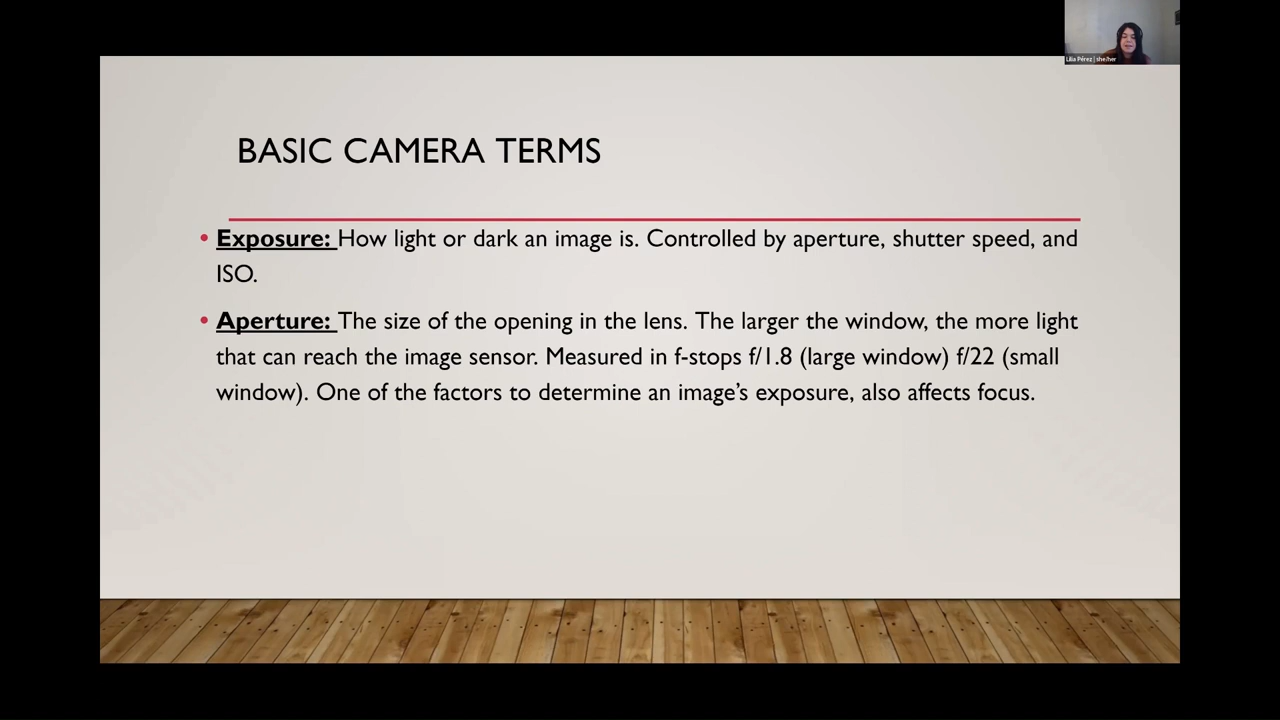 Lilia Pérez | she/her
BASIC CAMERA TERMS
• Exposure: How light or dark an image is. Controlled by aperture, shutter speed, and
ISO.
• Aperture: The size of the opening in the lens. The larger the window, the more light
that can reach the image sensor. Measured in f-stops f/1.8 (large window) f/22 (small
window). One of the factors to determine an image’s exposure, also affects focus.